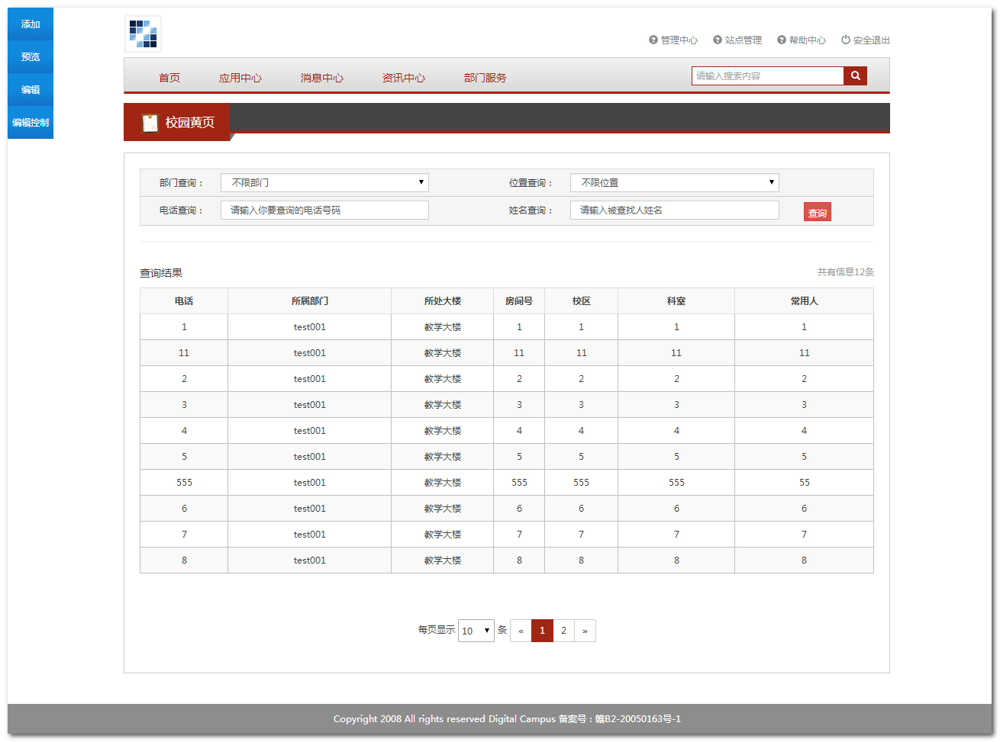 添加
预览
编辑
编辑控制
管理中心 站点管理 帮助中心 安全退出
首页 应用中心 消息中心 资讯中心 部门服务 请输入搜索内容
校园黄页
部门查询： 不限部门 位置查询： 不限位置
电话查询： 请输入你要查询的电话号码 姓名查询： 请输入被查找人姓名 查询
查询结果 共有信息12条
电话 所属部门 所处大楼 房间号 校区 科室 常用人
1 test001 教学大楼 1 1 1 1
11 test001 教学大楼 11 11 11 11
2 test001 教学大楼 2 2 2 2
3 test001 教学大楼 3 3 3 3
4 test001 教学大楼 4 4 4 4
5 test001 教学大楼 5 5 5 5
555 test001 教学大楼 555 555 555 55
6 test001 教学大楼 6 6 6 6
7 test001 教学大楼 7 7 7 7
8 test001 教学大楼 8 8 8 8
每页显示 10 条 « 1 2 »
Copyright 2008 All rights reserved Digital Campus 备案号：赣B2-20050163号-1